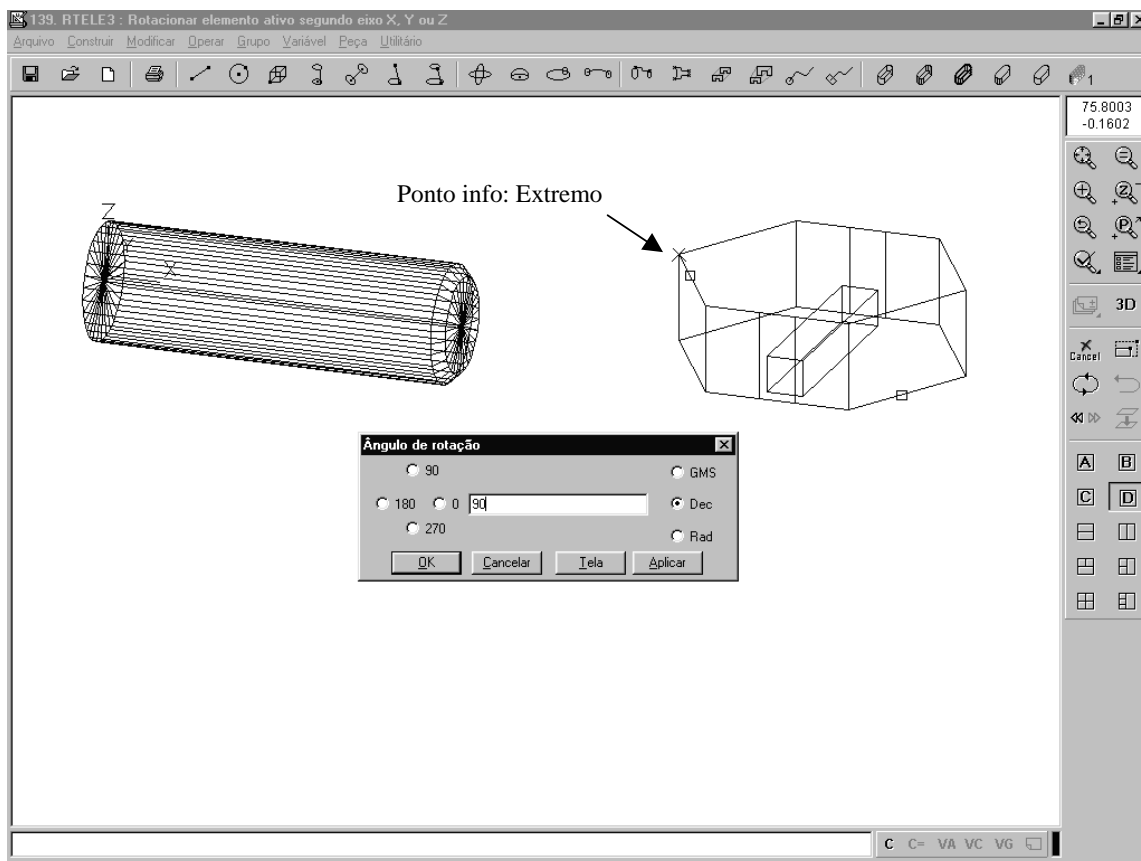 139. RTELE3 : Rotacionar elemento ativo segundo eixo X, Y ou Z
Arquivo Construir Modificar Operar Grupo Variável Peça Utilitário
1
75.8003
-0.1602
Ponto info: Extremo
Z
Y
X
3D
Cancel
Ângulo de rotação
90
GMS
180 0 90 Dec
270
Rad
OK Cancelar Tela Aplicar
A B
C D
C C= VA VC VG